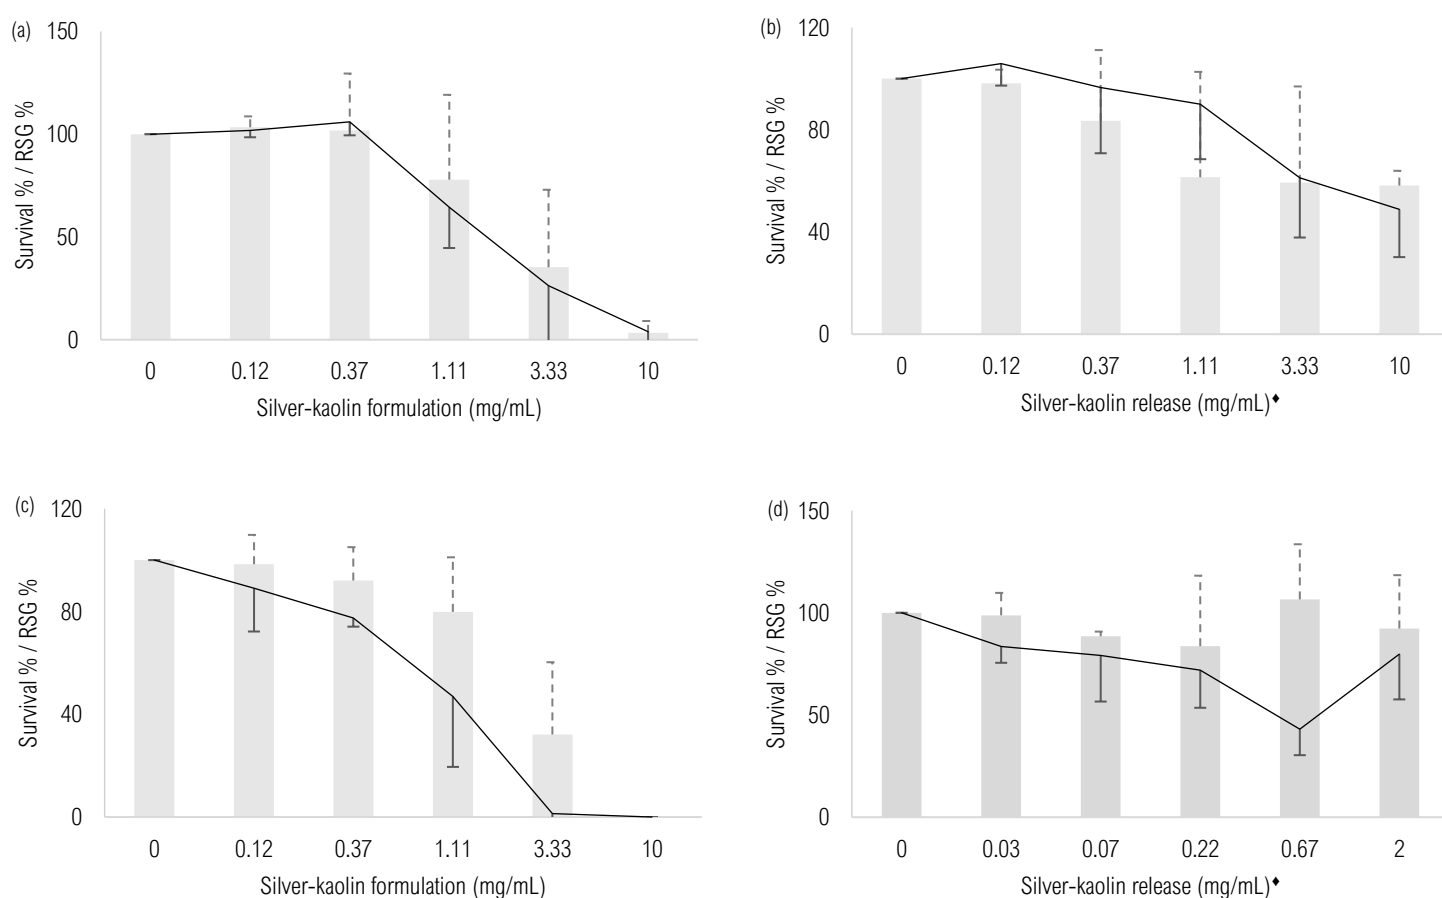 (a)
150
100
50
0
Survival % / RSG %
0 0.12 0.37 1.11 3.33 10
Silver-kaolin formulation (mg/mL)
(b)
120
80
40
0
Survival % / RSG %
0 0.12 0.37 1.11 3.33 10
Silver-kaolin release (mg/mL)♦
(c)
120
80
40
0
Survival % / RSG %
0 0.12 0.37 1.11 3.33 10
Silver-kaolin formulation (mg/mL)
(d)
150
100
50
0
Survival % / RSG %
0 0.03 0.07 0.22 0.67 2
Silver-kaolin release (mg/mL)♦